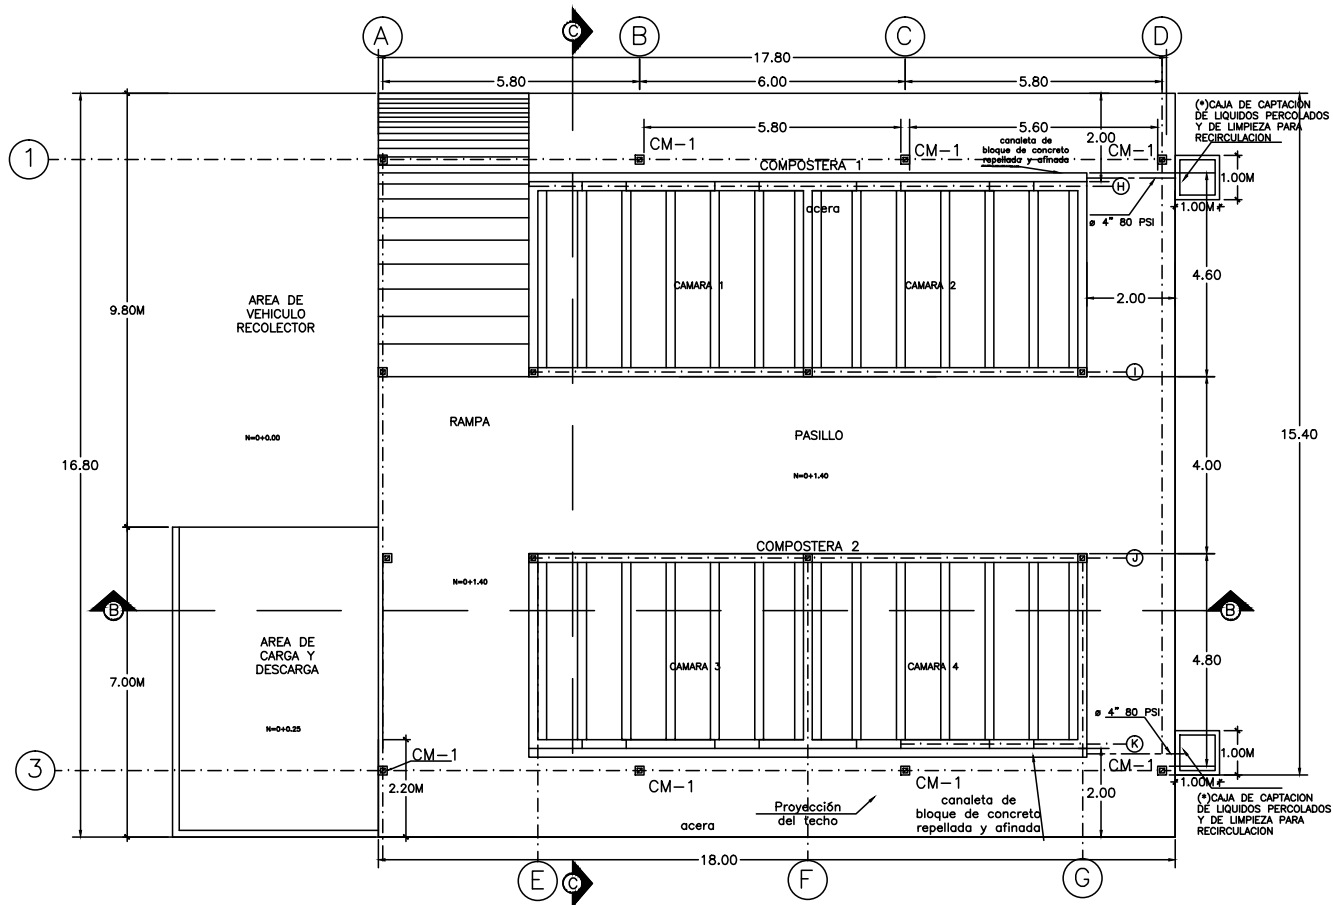 A
C
B
C
D
17.80
5.80
6.00
5.80
(*)CAJA DE CAPTACION
DE LIQUIDOS PERCOLADOS
Y DE LIMPIEZA PARA
RECIRCULACION
5.80
5.60
2.00
1
CM-1
CM-1
CM-1
canaleta de
bloque de concreto
repellada y afinada
COMPOSTERA 1
H
1.00M
1.00M
acera
ø 4" 80 PSI
4.60
CAMARA 1
CAMARA 2
2.00
9.80M
AREA DE
VEHICULO
RECOLECTOR
I
RAMPA
PASILLO
N=0+0.00
15.40
16.80
4.00
N=0+1.40
COMPOSTERA 2
J
N=0+1.40
B
B
AREA DE
CARGA Y
DESCARGA
CAMARA 3
CAMARA 4
4.80
7.00M
ø 4" 80 PSI
N=0+0.25
K
CM-1
1.00M
3
CM-1
CM-1
CM-1
1.00M
2.20M
2.00
Proyección
del techo
canaleta de
bloque de concreto
repellada y afinada
(*)CAJA DE CAPTACION
DE LIQUIDOS PERCOLADOS
Y DE LIMPIEZA PARA
RECIRCULACION
acera
18.00
E
C
F
G